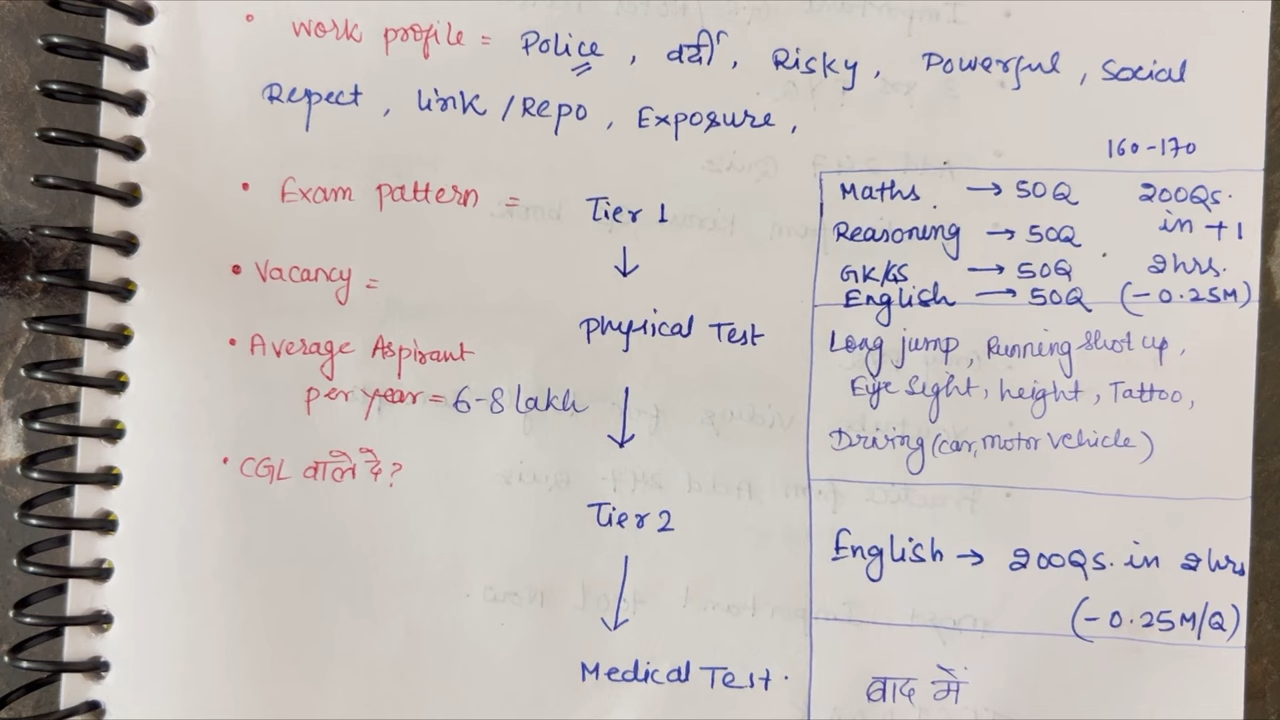 • Work profile = Police, वर्दी, Risky, Powerful, Social
Repect, link/Repo, Exposure,
• Exam pattern =
• Vacancy =
• Average Aspirant
per year = 6-8 lakh
• CGL वाले दे?
Tier 1
↓
Physical Test
↓
Tier 2
↓
Medical Test.
160-170
Maths → 50Q 200Qs.
Reasoning → 50Q in +1
GK/GS → 50Q 2hrs.
English → 50Q (-0.25M)
Long jump, Running Shot up,
Eye Sight, height, Tattoo,
Driving (car, motor vehicle)
English → 200Qs. in 2hrs
(-0.25M/Q)
बाद में